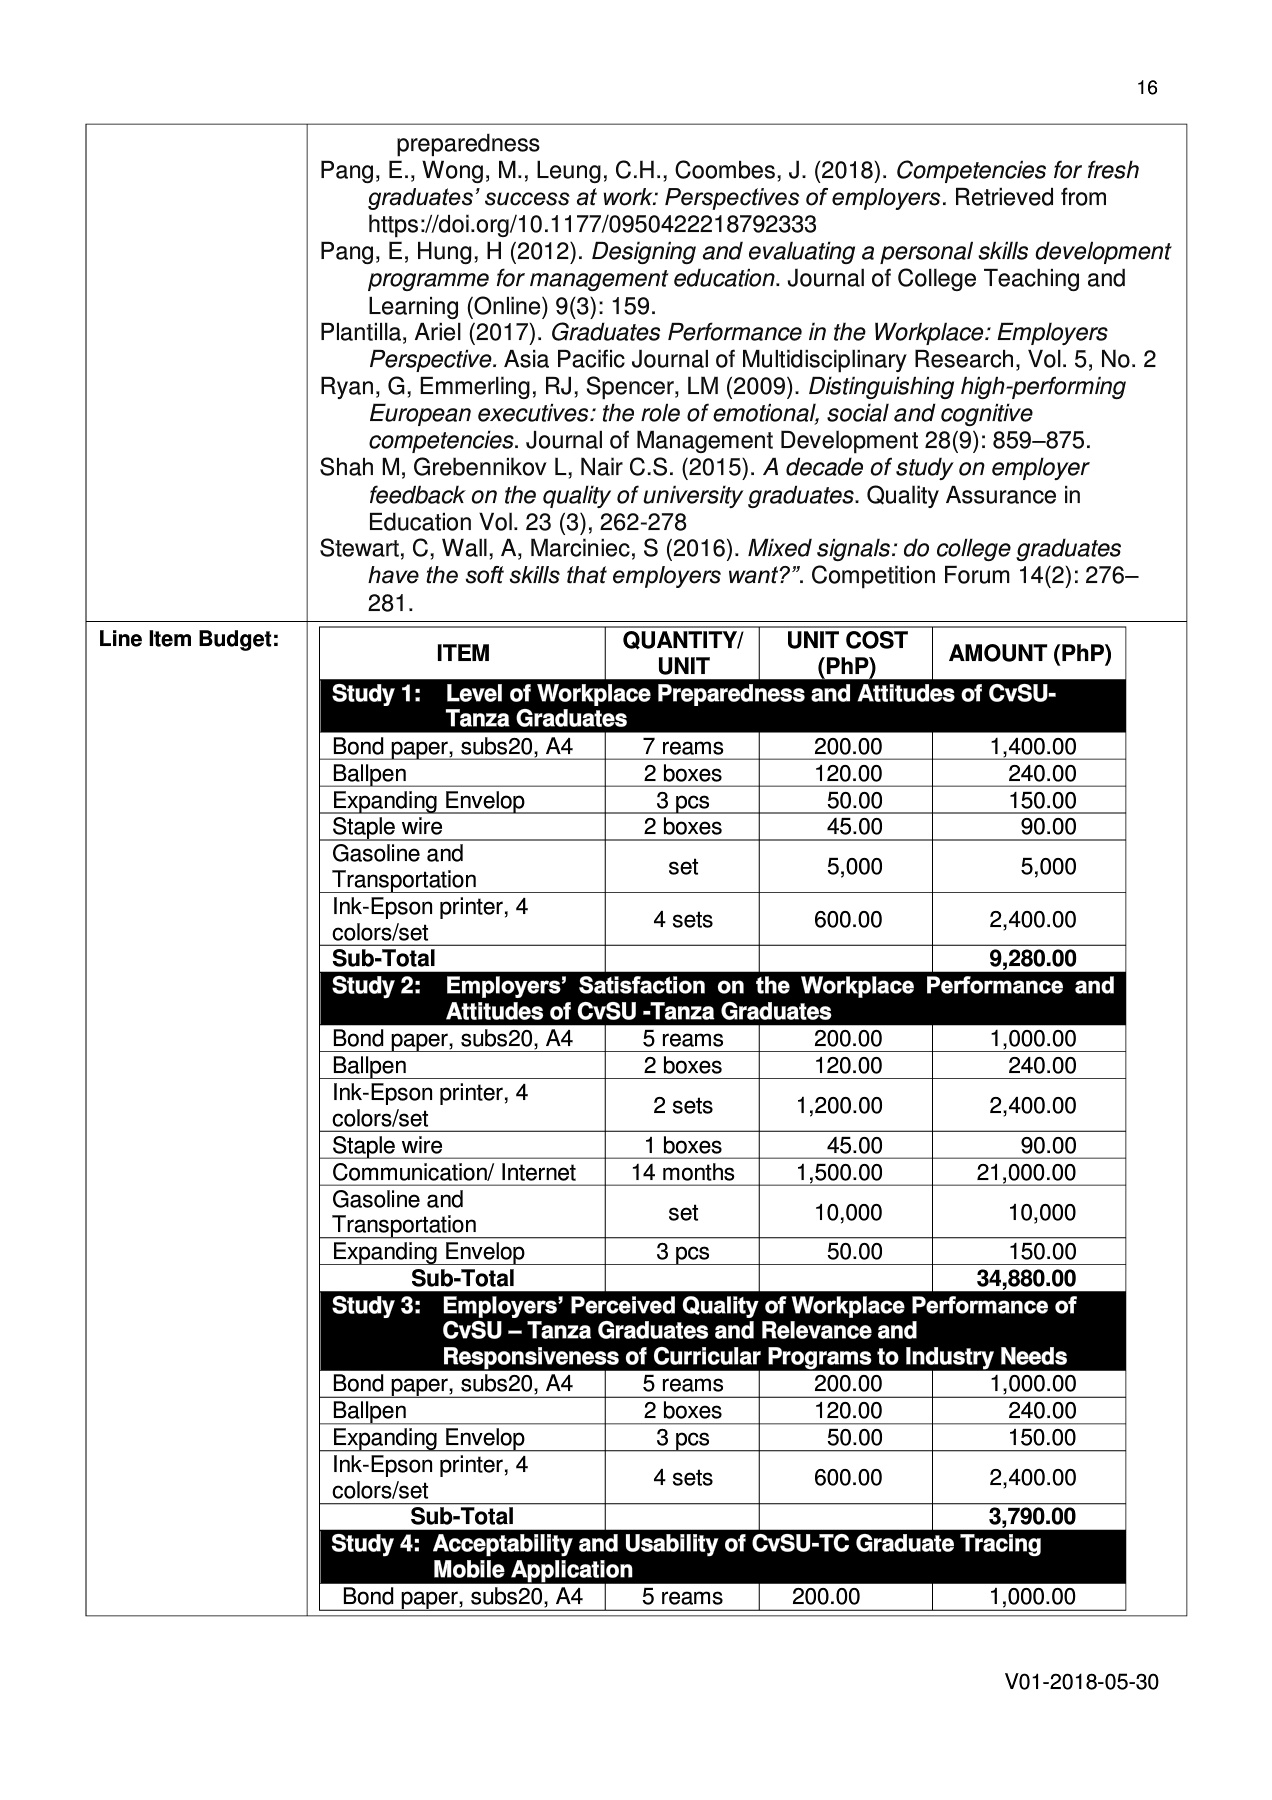 16
preparedness
Pang, E., Wong, M., Leung, C.H., Coombes, J. (2018). Competencies for fresh
graduates’ success at work: Perspectives of employers. Retrieved from
https://doi.org/10.1177/0950422218792333
Pang, E, Hung, H (2012). Designing and evaluating a personal skills development
programme for management education. Journal of College Teaching and
Learning (Online) 9(3): 159.
Plantilla, Ariel (2017). Graduates Performance in the Workplace: Employers
Perspective. Asia Pacific Journal of Multidisciplinary Research, Vol. 5, No. 2
Ryan, G, Emmerling, RJ, Spencer, LM (2009). Distinguishing high-performing
European executives: the role of emotional, social and cognitive
competencies. Journal of Management Development 28(9): 859–875.
Shah M, Grebennikov L, Nair C.S. (2015). A decade of study on employer
feedback on the quality of university graduates. Quality Assurance in
Education Vol. 23 (3), 262-278
Stewart, C, Wall, A, Marciniec, S (2016). Mixed signals: do college graduates
have the soft skills that employers want?”. Competition Forum 14(2): 276–
281.
Line Item Budget:
ITEM QUANTITY/ UNIT UNIT COST (PhP) AMOUNT (PhP)
Study 1: Level of Workplace Preparedness and Attitudes of CvSU-
Tanza Graduates
Bond paper, subs20, A4 7 reams 200.00 1,400.00
Ballpen 2 boxes 120.00 240.00
Expanding Envelop 3 pcs 50.00 150.00
Staple wire 2 boxes 45.00 90.00
Gasoline and
Transportation set 5,000 5,000
Ink-Epson printer, 4
colors/set 4 sets 600.00 2,400.00
Sub-Total 9,280.00
Study 2: Employers’ Satisfaction on the Workplace Performance and
Attitudes of CvSU -Tanza Graduates
Bond paper, subs20, A4 5 reams 200.00 1,000.00
Ballpen 2 boxes 120.00 240.00
Ink-Epson printer, 4
colors/set 2 sets 1,200.00 2,400.00
Staple wire 1 boxes 45.00 90.00
Communication/ Internet 14 months 1,500.00 21,000.00
Gasoline and
Transportation set 10,000 10,000
Expanding Envelop 3 pcs 50.00 150.00
Sub-Total 34,880.00
Study 3: Employers’ Perceived Quality of Workplace Performance of
CvSU – Tanza Graduates and Relevance and
Responsiveness of Curricular Programs to Industry Needs
Bond paper, subs20, A4 5 reams 200.00 1,000.00
Ballpen 2 boxes 120.00 240.00
Expanding Envelop 3 pcs 50.00 150.00
Ink-Epson printer, 4
colors/set 4 sets 600.00 2,400.00
Sub-Total 3,790.00
Study 4: Acceptability and Usability of CvSU-TC Graduate Tracing
Mobile Application
Bond paper, subs20, A4 5 reams 200.00 1,000.00
V01-2018-05-30